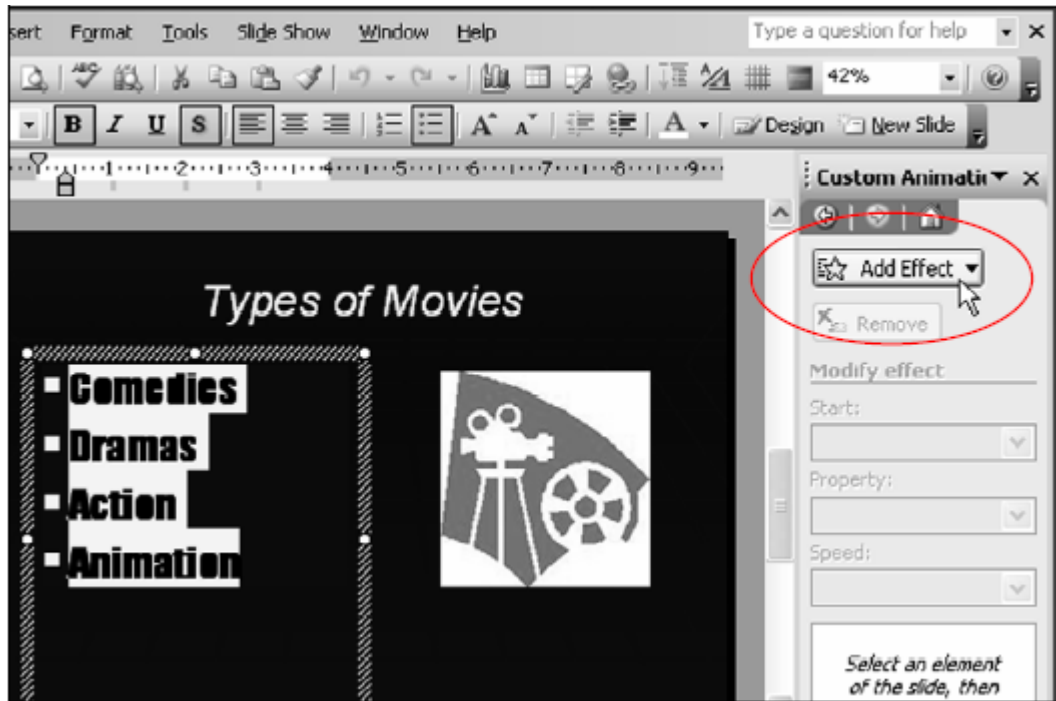 sert Format Tools Slide Show Window Help Type a question for help
ABC 42%
B I U S A A A Design New Slide
1 2 3 4 5 6 7 8 9
Custom Animati
Add Effect
Remove
Types of Movies
Comedies
Dramas
Action
Animation
Modify effect
Start:
Property:
Speed:
Select an element
of the slide, then